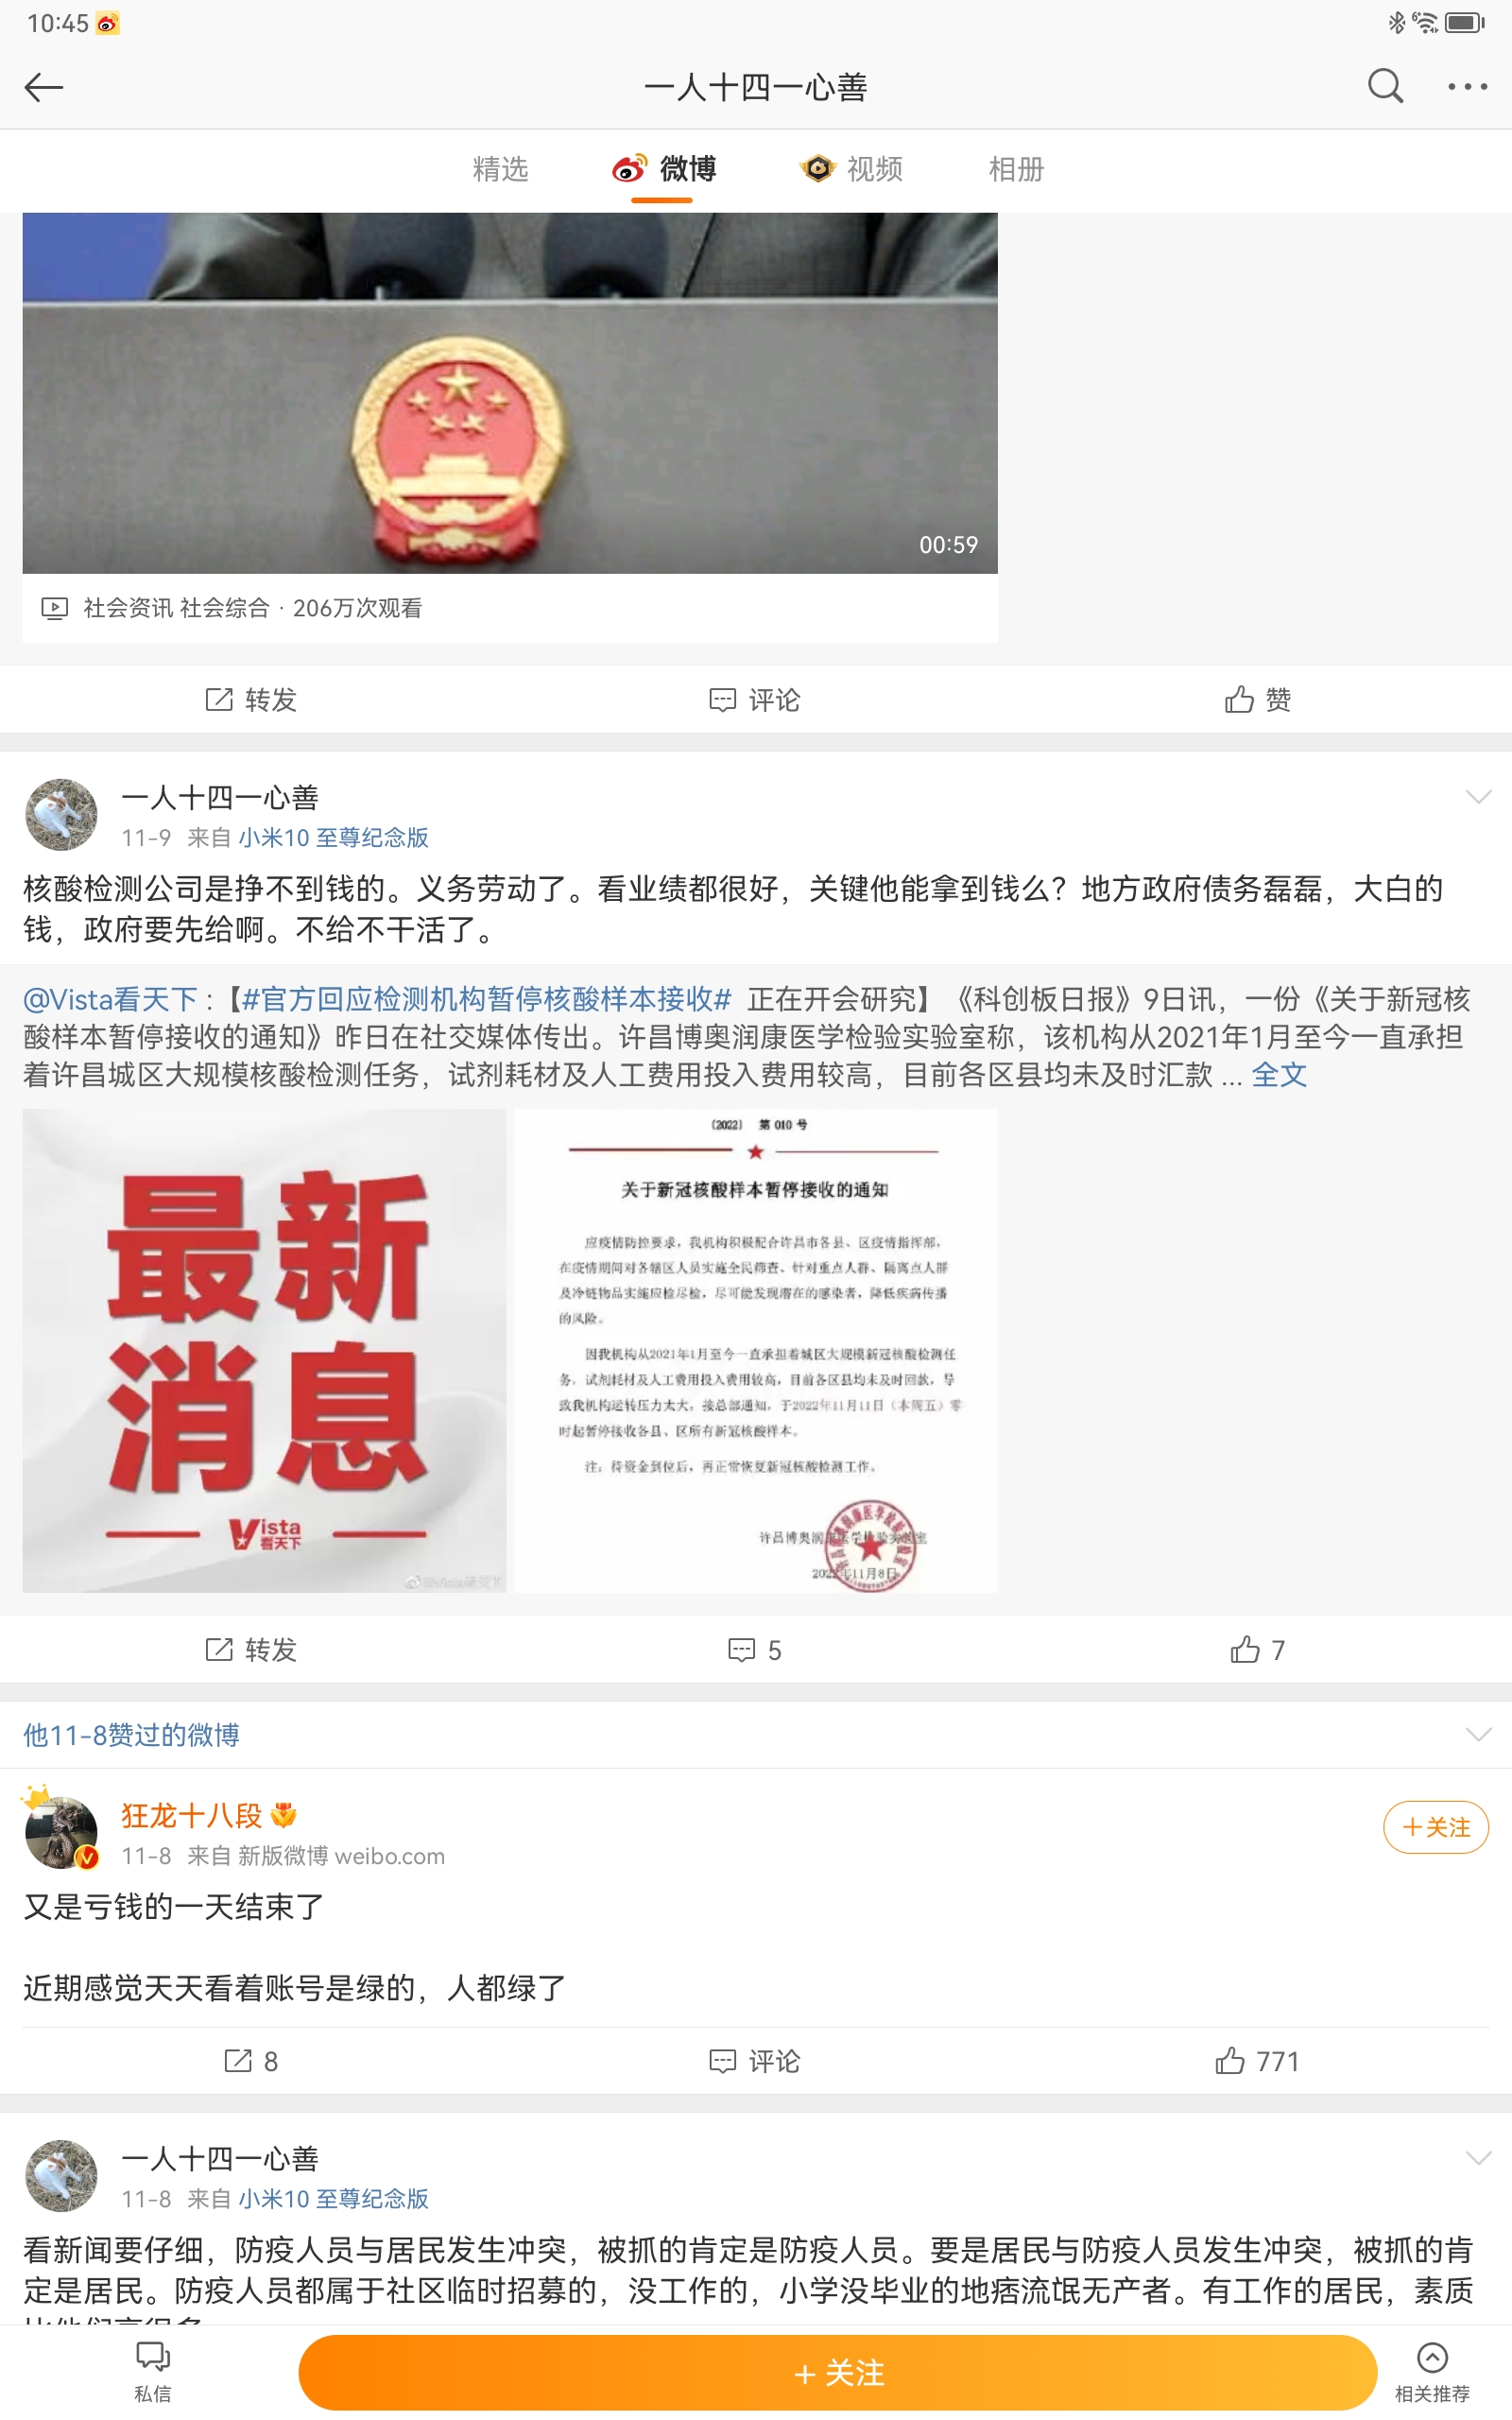 10:45
一人十四一心善
精选 微博 视频 相册
00:59
社会资讯 社会综合 · 206万次观看
转发 评论 赞
一人十四一心善
11-9 来自 小米10 至尊纪念版
核酸检测公司是挣不到钱的。义务劳动了。看业绩都很好，关键他能拿到钱么？地方政府债务磊磊，大白的
钱，政府要先给啊。不给不干活了。
@Vista看天下：【#官方回应检测机构暂停核酸样本接收# 正在开会研究】《科创板日报》9日讯，一份《关于新冠核
酸样本暂停接收的通知》昨日在社交媒体传出。许昌博奥润康医学检验实验室称，该机构从2021年1月至今一直承担
着许昌城区大规模核酸检测任务，试剂耗材及人工费用投入费用较高，目前各区县均未及时汇款 ... 全文
最新
消息
Vista
看天下
@Vista看天下
（2022） 第 010 号
关于新冠核酸样本暂停接收的通知
应疫情防控要求，我机构积极配合许昌市各县、区疫情指挥部，
在疫情期间对各辖区人员实施全民筛查、针对重点人群、隔离点人群
及冷链物品实施应检尽检，尽可能发现潜在的感染者，降低疾病传播
的风险。
因我机构从2021年1月至今一直承担着城区大规模新冠核酸检测任
务，试剂耗材及人工费用投入费用较高，目前各区县均未及时回款，导
致我机构运转压力太大，接总部通知，于2022年11月11日（本周五）零
时起暂停接收各县、区所有新冠核酸样本。
注：待资金到位后，再正常恢复新冠核酸检测工作。
许昌博奥润康医学检验实验室
2022年11月8日
转发 5 7
他11-8赞过的微博
狂龙十八段
11-8 来自 新版微博 weibo.com
+关注
又是亏钱的一天结束了
近期感觉天天看着账号是绿的，人都绿了
8 评论 771
一人十四一心善
11-8 来自 小米10 至尊纪念版
看新闻要仔细，防疫人员与居民发生冲突，被抓的肯定是防疫人员。要是居民与防疫人员发生冲突，被抓的肯
定是居民。防疫人员都属于社区临时招募的，没工作的，小学没毕业的地痞流氓无产者。有工作的居民，素质
私信
+ 关注
相关推荐